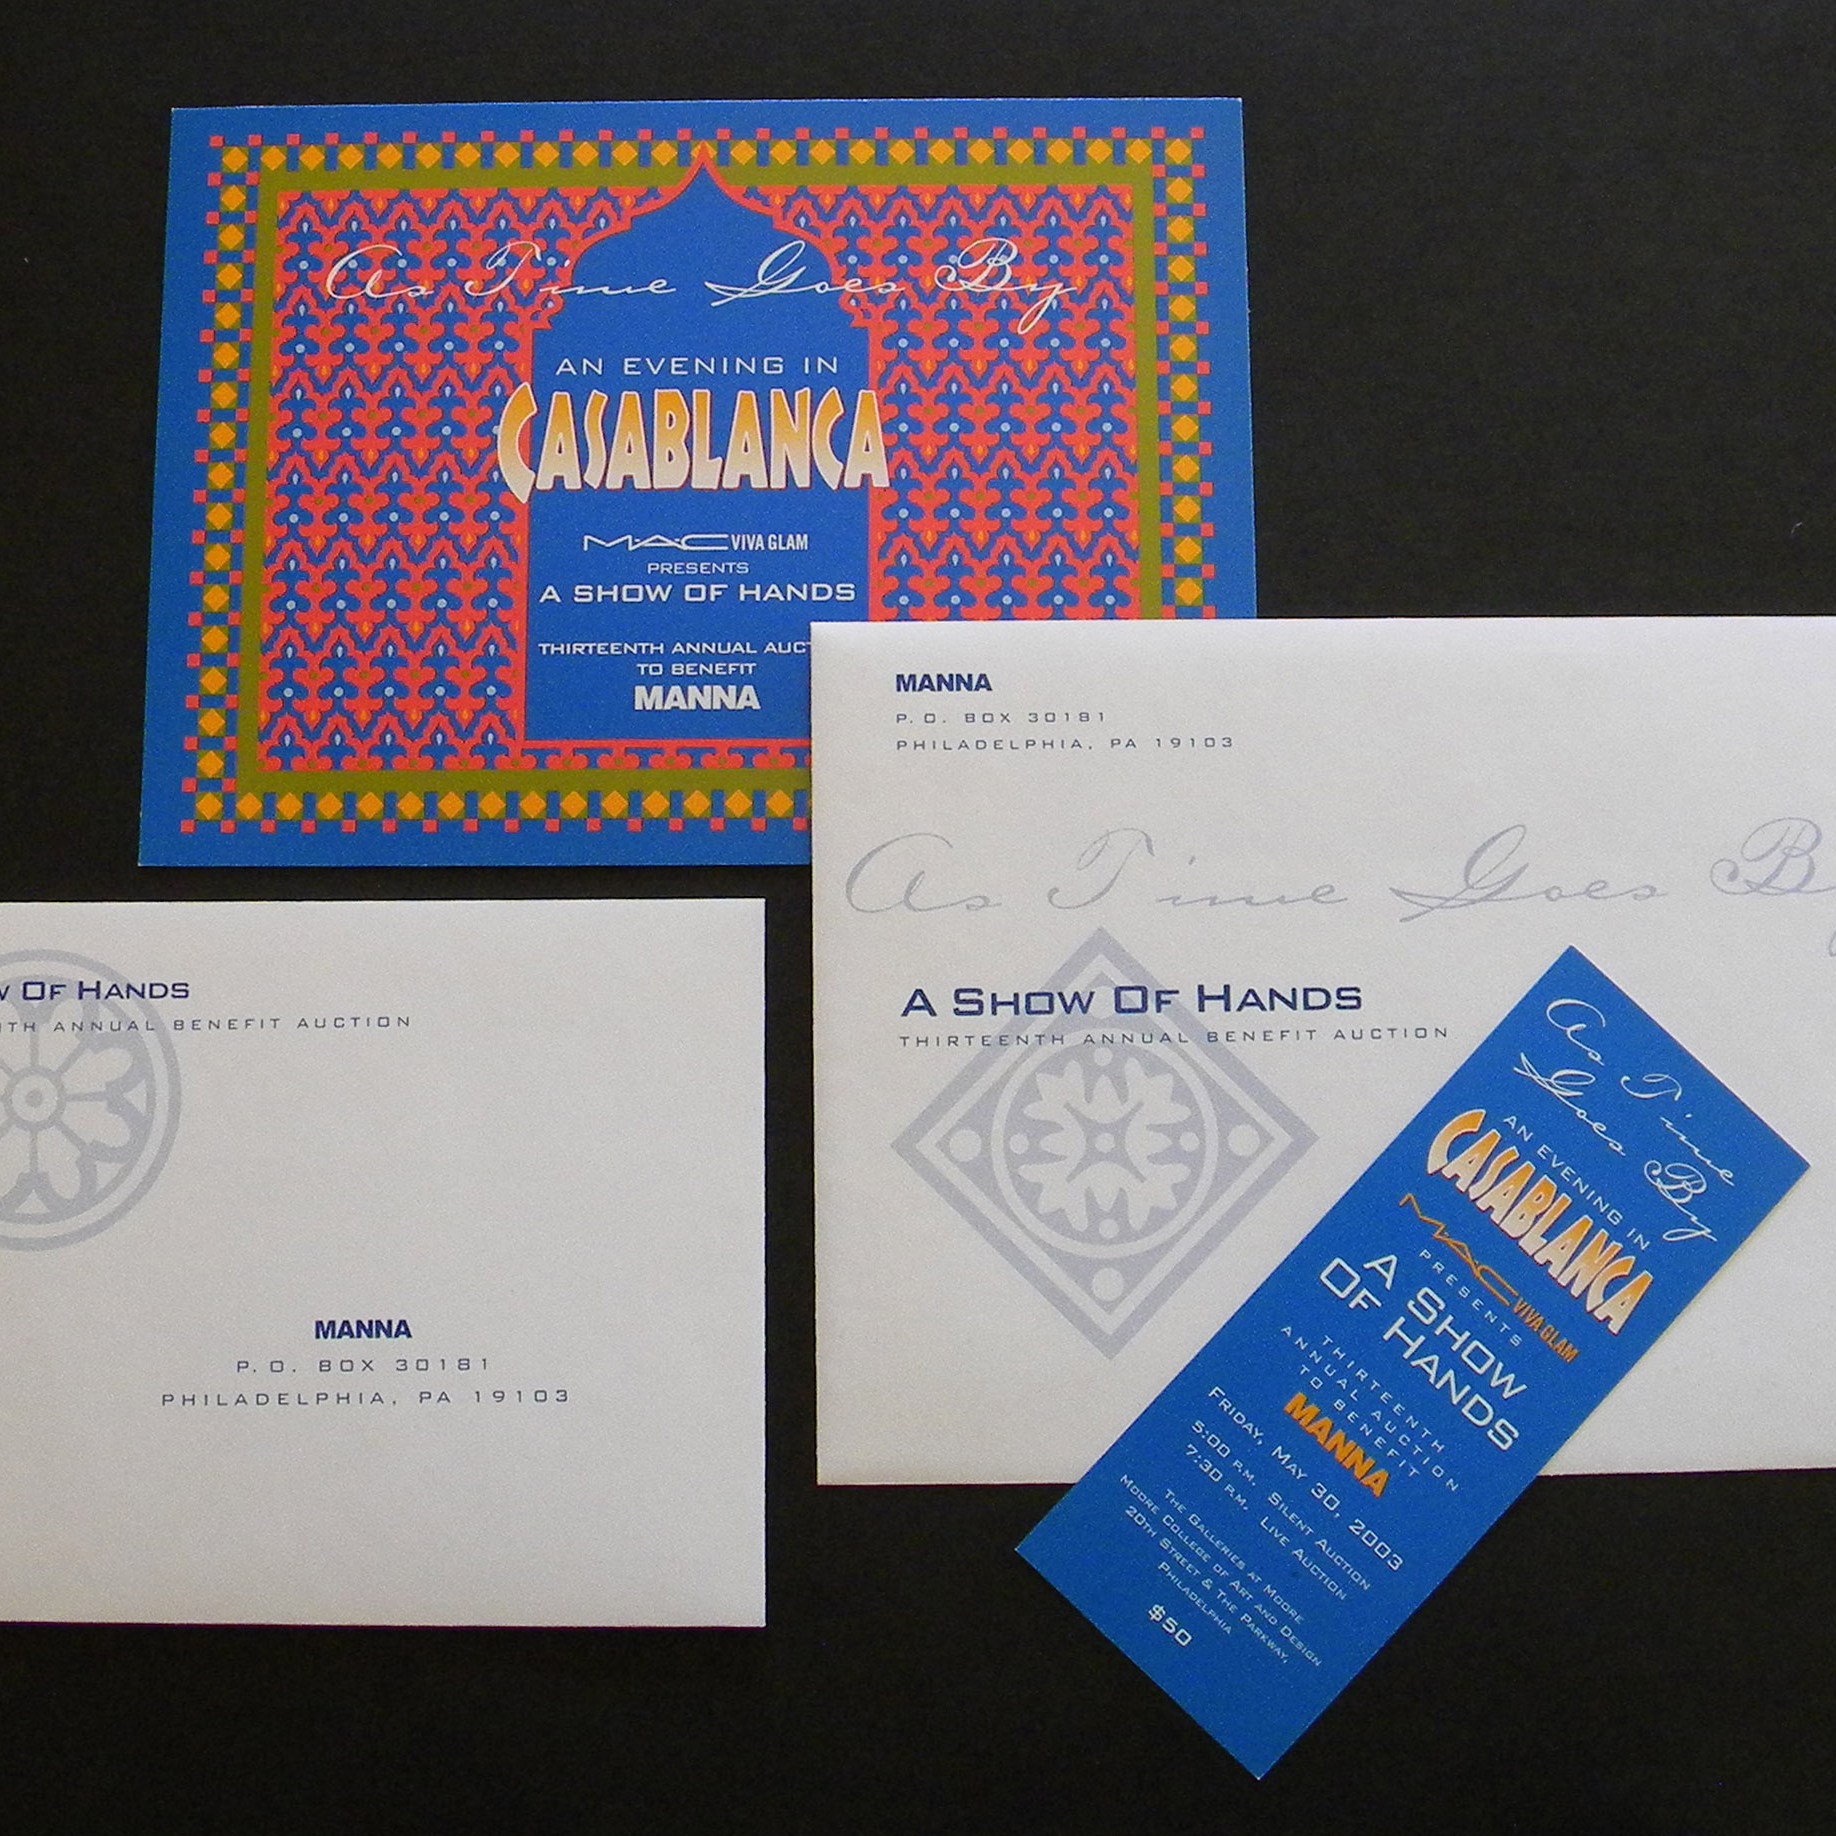 As Time Goes By
AN EVENING IN
CASABLANCA
M·A·C VIVA GLAM
PRESENTS
A SHOW OF HANDS
THIRTEENTH ANNUAL AUCT
TO BENEFIT
MANNA
MANNA
P.O. BOX 30181
PHILADELPHIA, PA 19103
As Time Goes By
A SHOW OF HANDS
THIRTEENTH ANNUAL BENEFIT AUCTION
W OF HANDS
TH ANNUAL BENEFIT AUCTION
MANNA
P.O. BOX 30181
PHILADELPHIA, PA 19103
As Time
Goes By
AN EVENING IN
CASABLANCA
M·A·C VIVA GLAM
PRESENTS
A SHOW
OF HANDS
THIRTEENTH
ANNUAL AUCTION
TO BENEFIT
MANNA
FRIDAY, MAY 30, 2003
5:00 P.M. SILENT AUCTION
7:30 P.M. LIVE AUCTION
THE GALLERIES AT MOORE
MOORE COLLEGE OF ART AND DESIGN
20TH STREET & THE PARKWAY,
PHILADELPHIA
$50